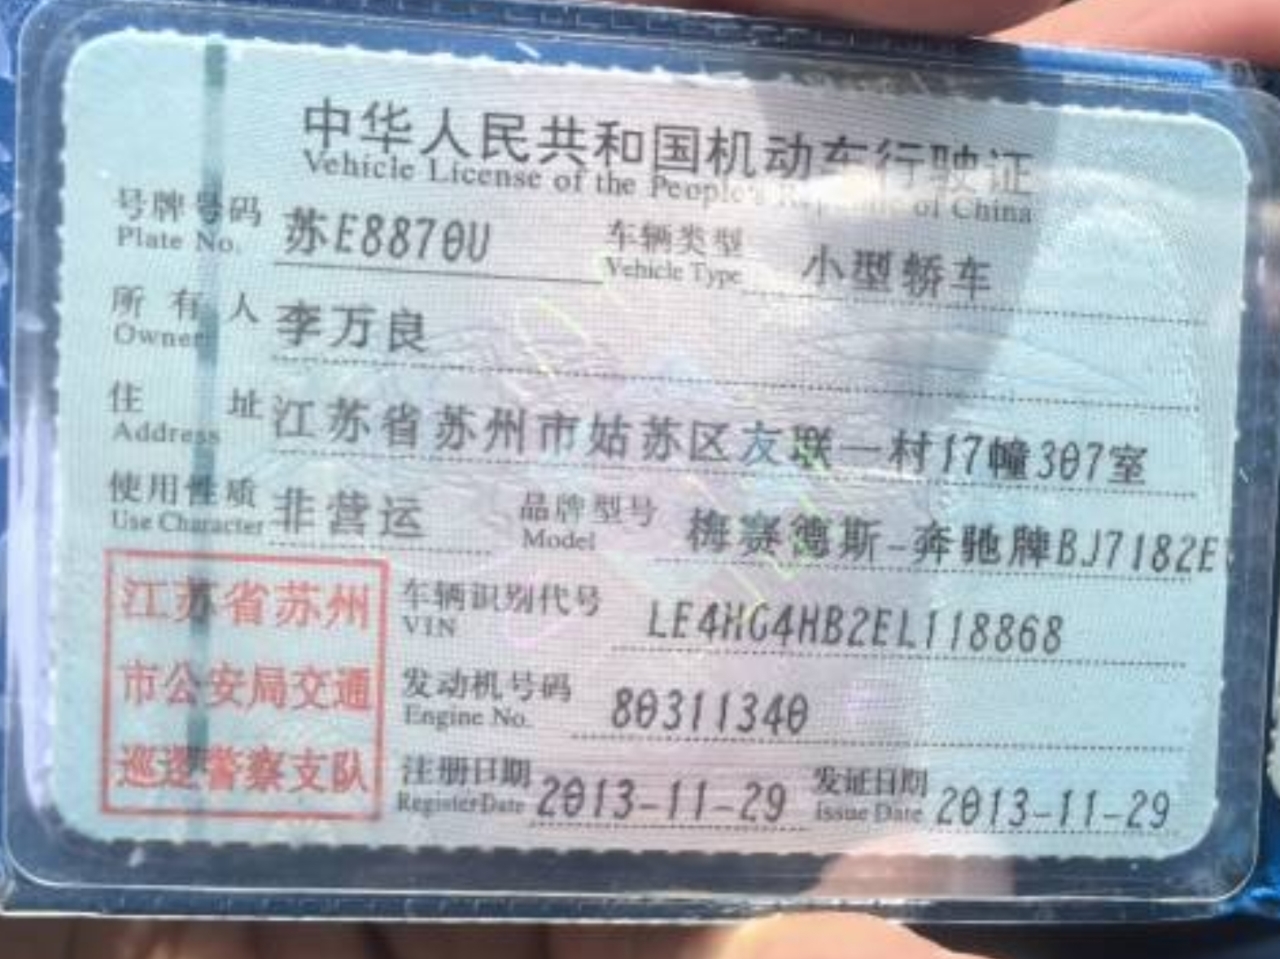 中华人民共和国机动车行驶证
Vehicle License of the People's Republic of China
号牌号码 苏E8870U 车辆类型 小型轿车
Plate No. Vehicle Type
所有人 李万良
Owner
住址 江苏省苏州市姑苏区友联一村17幢307室
Address
使用性质 非营运 品牌型号 梅赛德斯-奔驰牌BJ7182E
Use Character Model
江苏省苏州
市公安局交通
巡逻警察支队
车辆识别代号 LE4HG4HB2EL118868
VIN
发动机号码 80311340
Engine No.
注册日期 2013-11-29 发证日期 2013-11-29
Register Date Issue Date